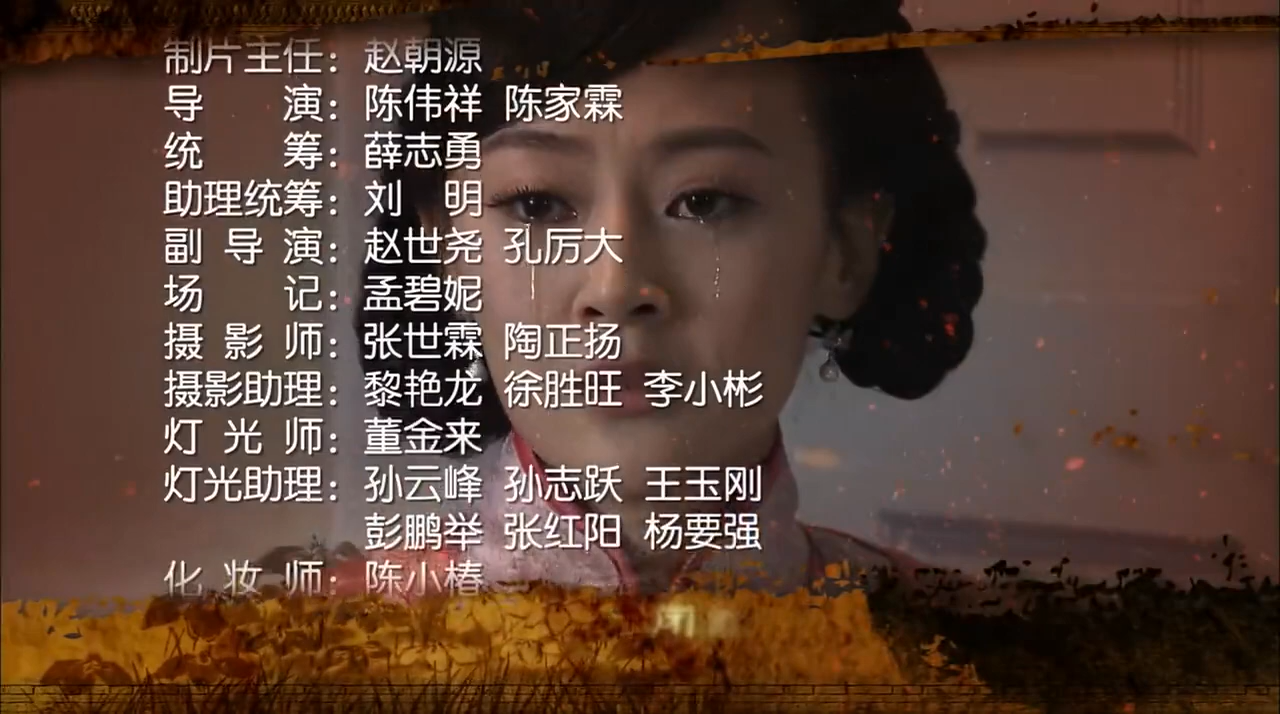 制片主任：赵朝源
导演：陈伟祥 陈家霖
统筹：薛志勇
助理统筹：刘明
副导演：赵世尧 孔厉大
场记：孟碧妮
摄影师：张世霖 陶正扬
摄影助理：黎艳龙 徐胜旺 李小彬
灯光师：董金来
灯光助理：孙云峰 孙志跃 王玉刚
彭鹏举 张红阳 杨要强
化妆师：陈小椿